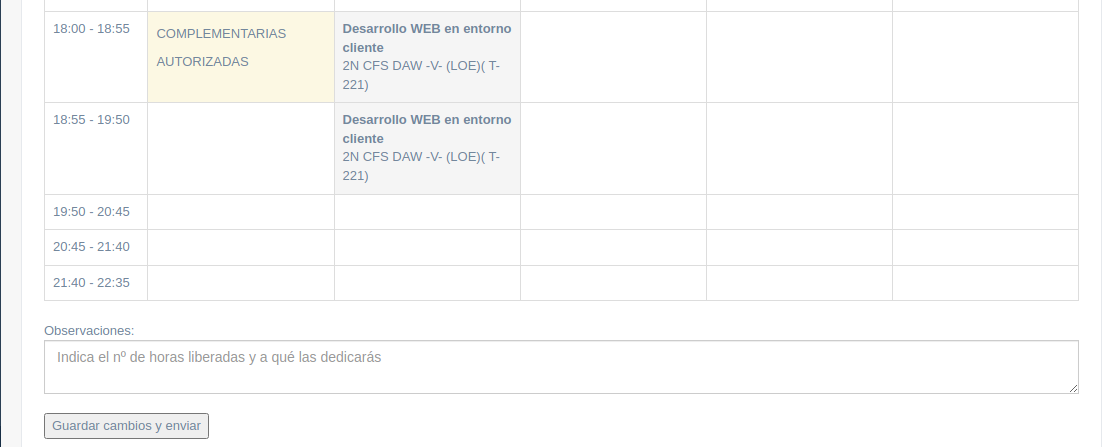 18:00 - 18:55
COMPLEMENTARIAS
AUTORIZADAS
Desarrollo WEB en entorno
cliente
2N CFS DAW -V- (LOE)( T-
221)
18:55 - 19:50
Desarrollo WEB en entorno
cliente
2N CFS DAW -V- (LOE)( T-
221)
19:50 - 20:45
20:45 - 21:40
21:40 - 22:35
Observaciones:
Indica el nº de horas liberadas y a qué las dedicarás
Guardar cambios y enviar